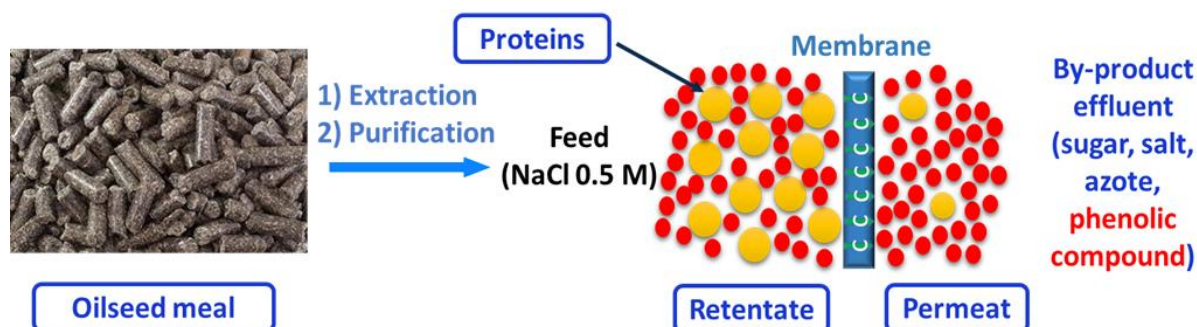 Proteins
Membrane
1) Extraction
2) Purification
Feed
(NaCl 0.5 M)
C
C
C
C
C
C
C
By-product
effluent
(sugar, salt,
azote,
phenolic
compound)
Oilseed meal
Retentate
Permeat